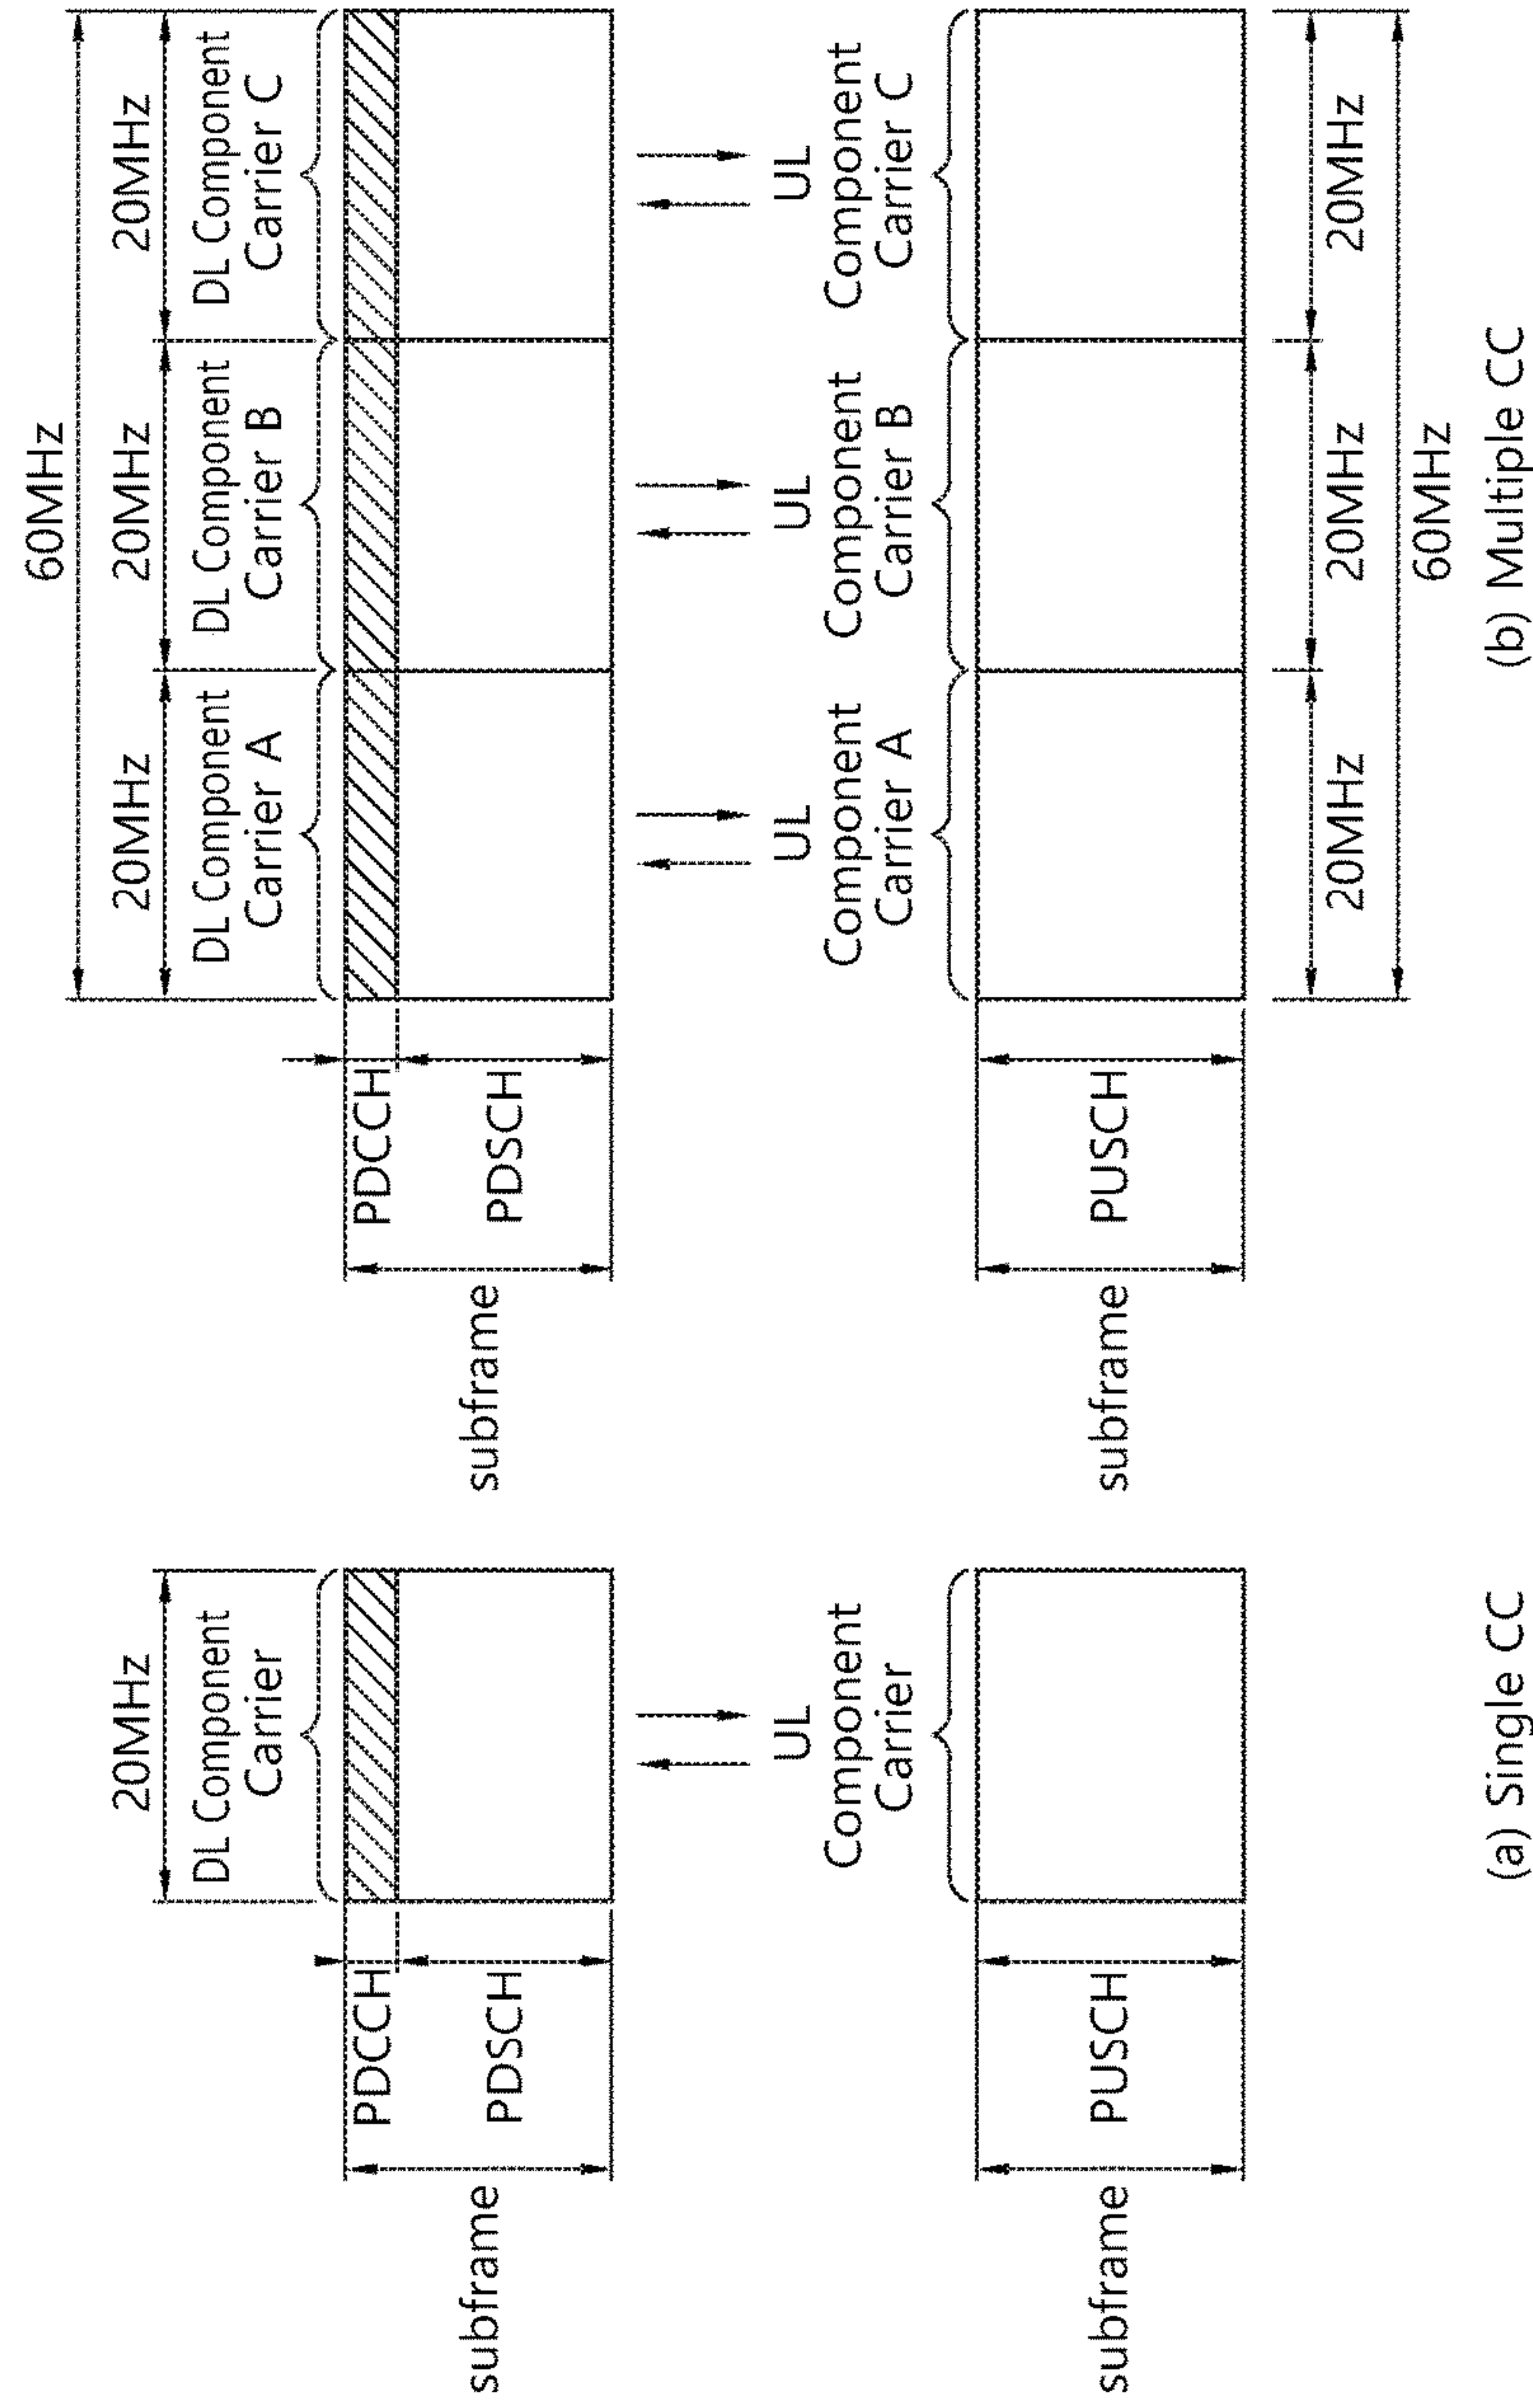 20MHz
DL Component
Carrier
PDCCH
PDSCH
subframe
UL
Component
Carrier
PUSCH
subframe
(a) Single CC
60MHz
20MHz
20MHz
20MHz
DL Component
Carrier A
DL Component
Carrier B
DL Component
Carrier C
PDCCH
PDSCH
subframe
UL
Component
Carrier A
UL
Component
Carrier B
UL
Component
Carrier C
PUSCH
subframe
20MHz
20MHz
20MHz
60MHz
(b) Multiple CC